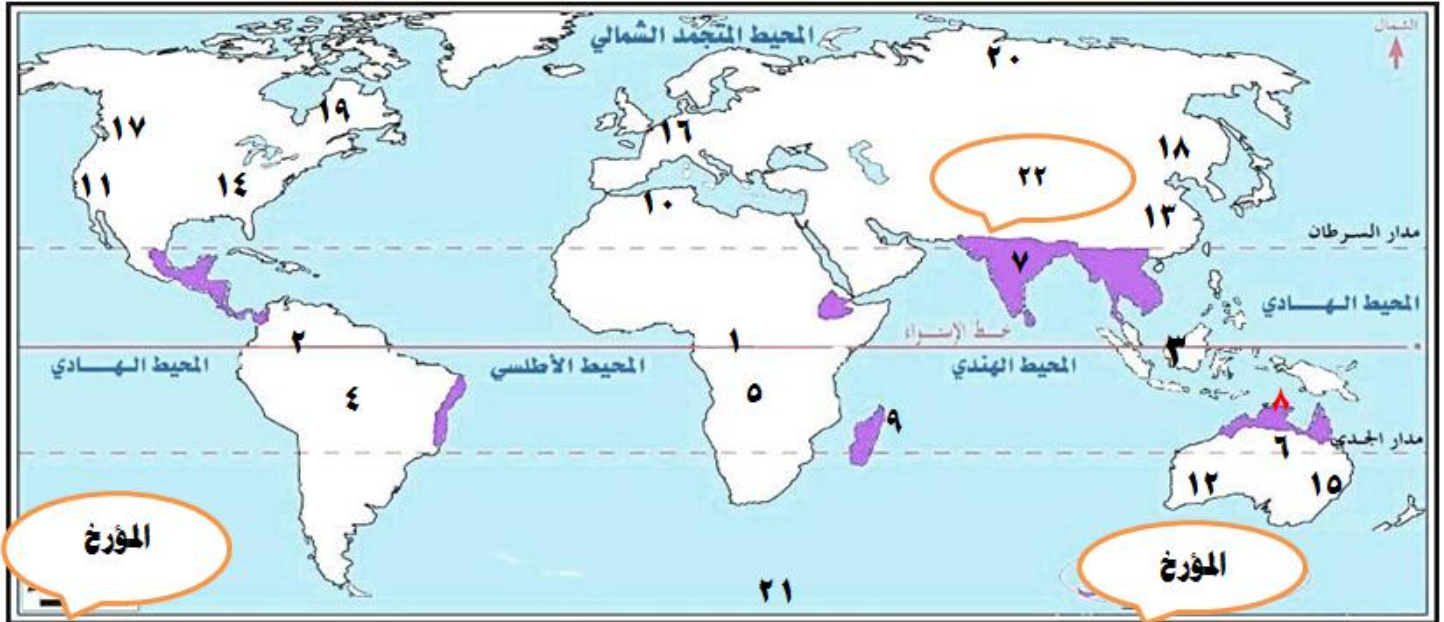 المحيط المتجمد الشمالي
الشمال
٢٠
١٧
١٩
١٦
١٨
٢٢
١١
١٤
١٠
١٣
مدار السرطان
٧
المحيط الهـــادي
٢
١
خط الإستواء
٣
المحيط الهـــادي
المحيط الأطلسي
المحيط الهندي
٤
٥
٨
٩
مدار الجدي
٦
١٢
١٥
المؤرخ
المؤرخ
٢١